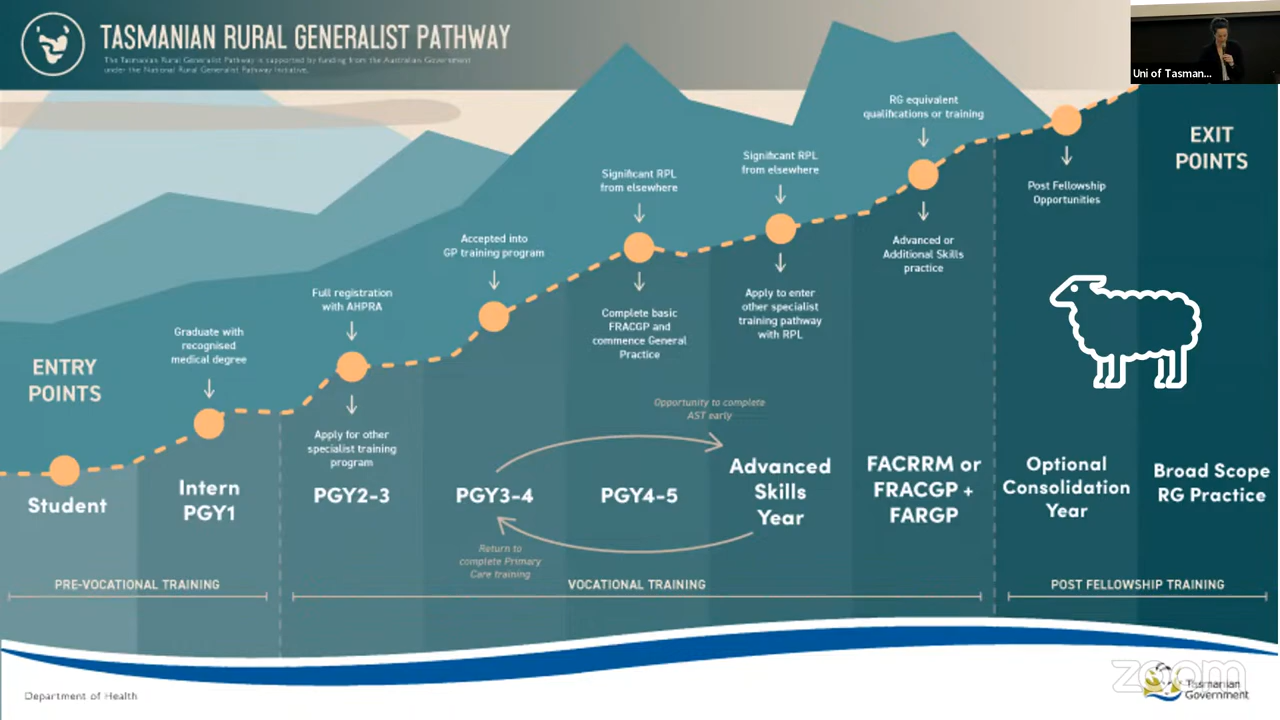 TASMANIAN RURAL GENERALIST PATHWAY
The Tasmanian Rural Generalist Pathway is supported by funding from the Australian Government
under the National Rural Generalist Pathway Initiative.
Uni of Tasman...
ENTRY
POINTS
Graduate with
recognised
medical degree
Full registration
with AHPRA
Accepted into
GP training program
Significant RPL
from elsewhere
Significant RPL
from elsewhere
RG equivalent
qualifications or training
EXIT
POINTS
Apply for other
specialist training
program
Complete basic
FRACGP and
commence General
Practice
Apply to enter
other specialist
training pathway
with RPL
Advanced or
Additional Skills
practice
Post Fellowship
Opportunities
Opportunity to complete
AST early
Student
Intern
PGY1
PGY2-3
PGY3-4
PGY4-5
Advanced
Skills
Year
FACRRM or
FRACGP +
FARGP
Optional
Consolidation
Year
Broad Scope
RG Practice
Return to
complete Primary
Care training
PRE-VOCATIONAL TRAINING
VOCATIONAL TRAINING
POST FELLOWSHIP TRAINING
Department of Health
zoom
Tasmanian
Government